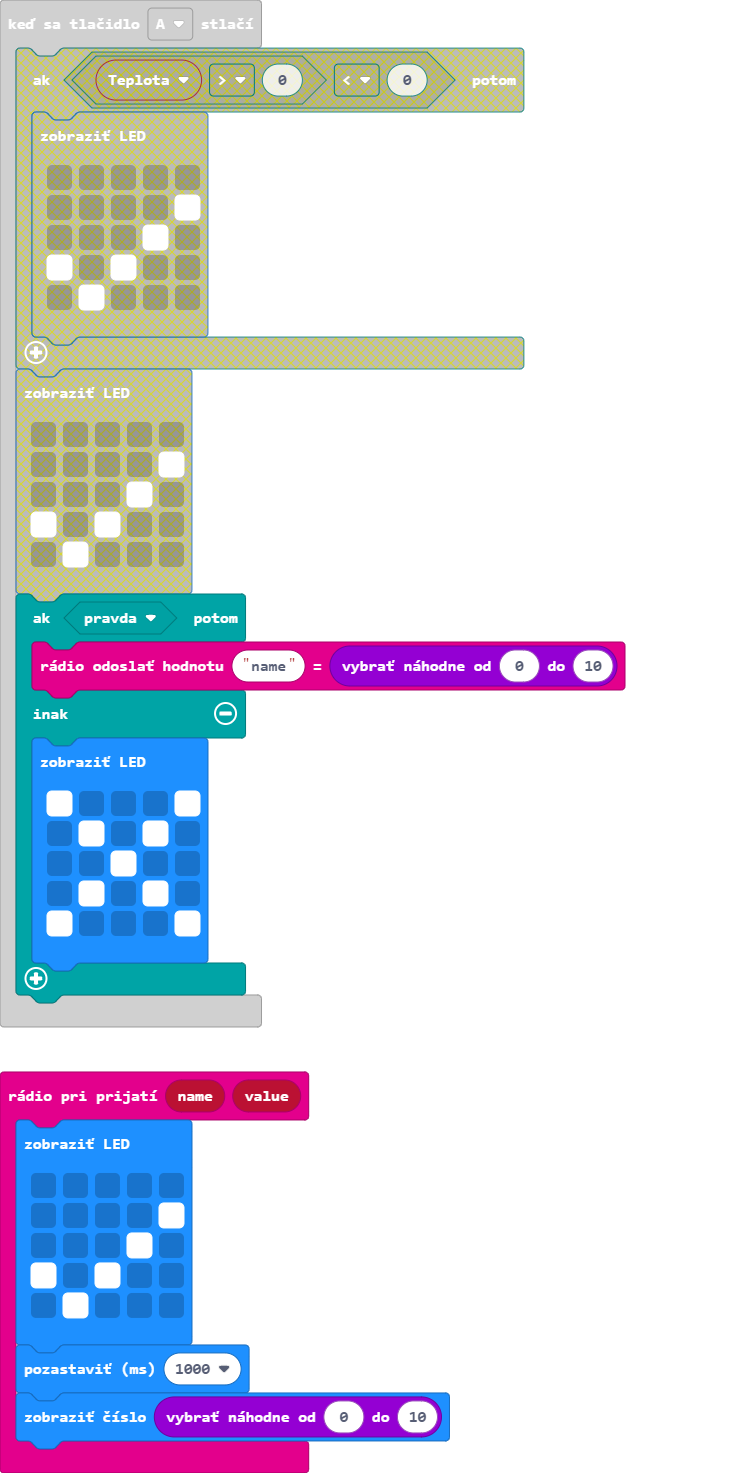 keď sa tlačidlo A stlačí
ak Teplota > 0 < 0 potom
zobraziť LED
zobraziť LED
ak pravda potom
rádio odoslať hodnotu "name" = vybrať náhodne od 0 do 10
inak
zobraziť LED
rádio pri prijatí name value
zobraziť LED
pozastaviť (ms) 1000
zobraziť číslo vybrať náhodne od 0 do 10